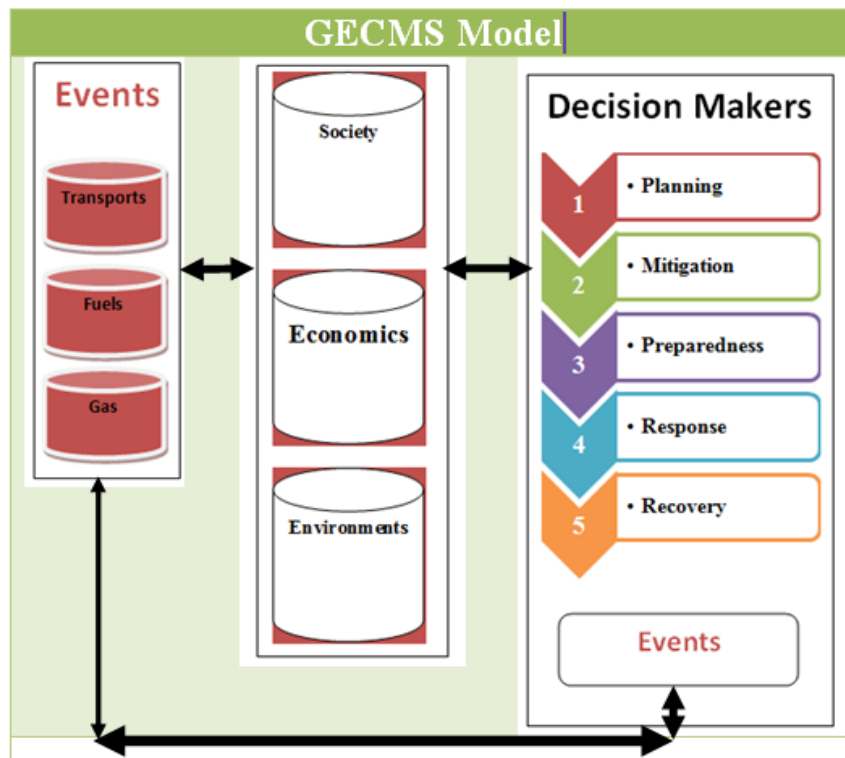 GECMS Model
Events
Transports
Fuels
Gas
Society
Economics
Environments
Decision Makers
1
• Planning
2
• Mitigation
3
• Preparedness
4
• Response
5
• Recovery
Events